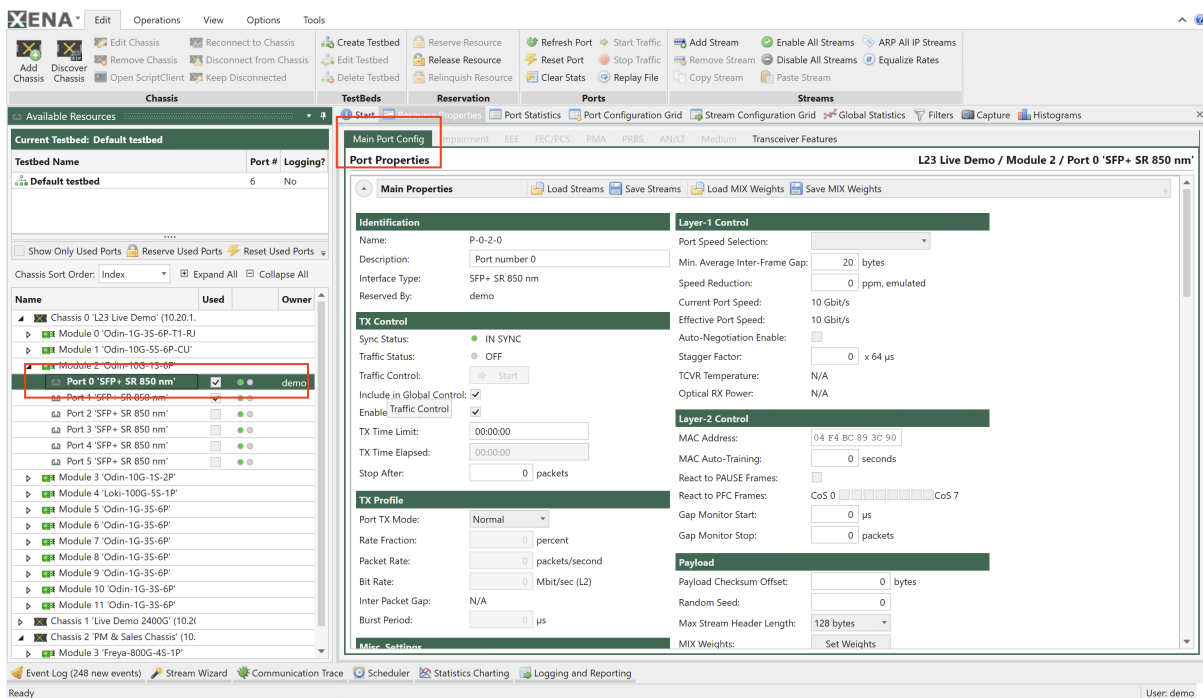 XENA Edit Operations View Options Tools
Add Chassis
Discover Chassis
Edit Chassis
Remove Chassis
Open ScriptClient
Reconnect to Chassis
Disconnect from Chassis
Keep Disconnected
Chassis
Create Testbed
Edit Testbed
Delete Testbed
TestBeds
Reserve Resource
Release Resource
Relinquish Resource
Reservation
Refresh Port
Reset Port
Clear Stats
Start Traffic
Stop Traffic
Replay File
Ports
Add Stream
Remove Stream
Copy Stream
Enable All Streams
Disable All Streams
Paste Stream
ARP All IP Streams
Equalize Rates
Streams
Available Resources
Current Testbed: Default testbed
Testbed Name Port # Logging?
Default testbed 6 No
Show Only Used Ports Reserve Used Ports Reset Used Ports
Chassis Sort Order: Index Expand All Collapse All
Name Used Owner
Chassis 0 'L23 Live Demo' (10.20.1.
Module 0 'Odin-1G-3S-6P-T1-RJ
Module 1 'Odin-10G-5S-6P-CU'
Module 2 'Odin-10G-1S-6P'
Port 0 'SFP+ SR 850 nm' demo
Port 1 'SFP+ SR 850 nm'
Port 2 'SFP+ SR 850 nm'
Port 3 'SFP+ SR 850 nm'
Port 4 'SFP+ SR 850 nm'
Port 5 'SFP+ SR 850 nm'
Module 3 'Odin-10G-1S-2P'
Module 4 'Loki-100G-5S-1P'
Module 5 'Odin-1G-3S-6P'
Module 6 'Odin-1G-3S-6P'
Module 7 'Odin-1G-3S-6P'
Module 8 'Odin-1G-3S-6P'
Module 9 'Odin-1G-3S-6P'
Module 10 'Odin-1G-3S-6P'
Module 11 'Odin-1G-3S-6P'
Chassis 1 'Live Demo 2400G' (10.20
Chassis 2 'PM & Sales Chassis' (10.
Module 3 'Freya-800G-4S-1P'
Start Resource Properties Port Statistics Port Configuration Grid Stream Configuration Grid Global Statistics Filters Capture Histograms
Main Port Config Impairment EEE FEC/PCS PMA PRBS AN/LT Medium Transceiver Features
Port Properties L23 Live Demo / Module 2 / Port 0 'SFP+ SR 850 nm'
Main Properties Load Streams Save Streams Load MIX Weights Save MIX Weights
Identification
Name: P-0-2-0
Description: Port number 0
Interface Type: SFP+ SR 850 nm
Reserved By: demo
TX Control
Sync Status: IN SYNC
Traffic Status: OFF
Traffic Control: Start
Include in Global Control:
Enable Traffic Control
TX Time Limit: 00:00:00
TX Time Elapsed: 00:00:00
Stop After: 0 packets
TX Profile
Port TX Mode: Normal
Rate Fraction: 0 percent
Packet Rate: 0 packets/second
Bit Rate: 0 Mbit/sec (L2)
Inter Packet Gap: N/A
Burst Period: 0 µs
Misc. Settings
Layer-1 Control
Port Speed Selection:
Min. Average Inter-Frame Gap: 20 bytes
Speed Reduction: 0 ppm, emulated
Current Port Speed: 10 Gbit/s
Effective Port Speed: 10 Gbit/s
Auto-Negotiation Enable:
Stagger Factor: 0 x 64 µs
TCVR Temperature: N/A
Optical RX Power: N/A
Layer-2 Control
MAC Address: 04 F4 BC 89 3C 90
MAC Auto-Training: 0 seconds
React to PAUSE Frames:
React to PFC Frames: CoS 0 CoS 7
Gap Monitor Start: 0 µs
Gap Monitor Stop: 0 packets
Payload
Payload Checksum Offset: 0 bytes
Random Seed: 0
Max Stream Header Length: 128 bytes
MIX Weights: Set Weights
Event Log (248 new events) Stream Wizard Communication Trace Scheduler Statistics Charting Logging and Reporting
Ready User: demo